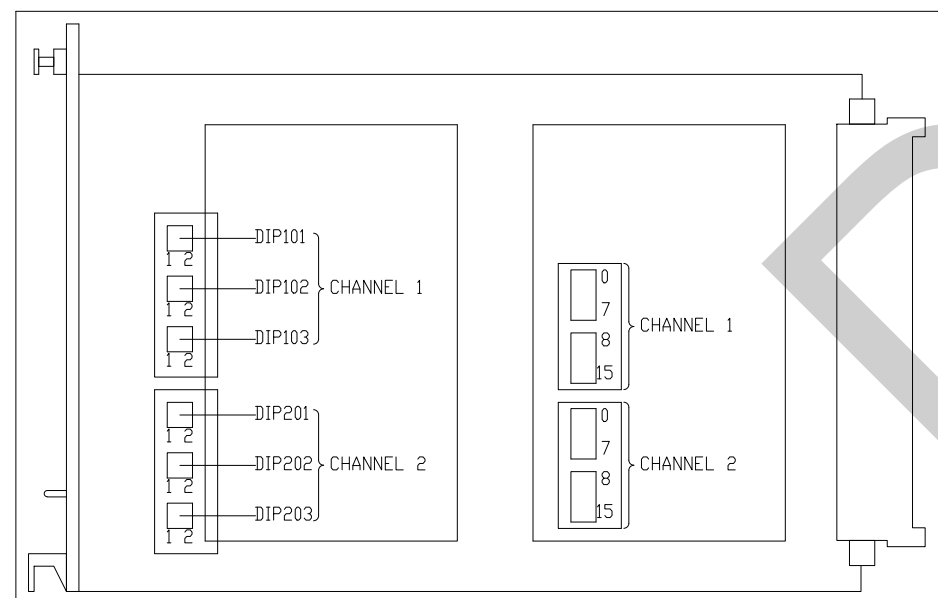 DIP101
1 2
DIP102
CHANNEL 1
1 2
DIP103
1 2
DIP201
1 2
DIP202
CHANNEL 2
1 2
DIP203
1 2
0
7
CHANNEL 1
8
15
0
7
CHANNEL 2
8
15